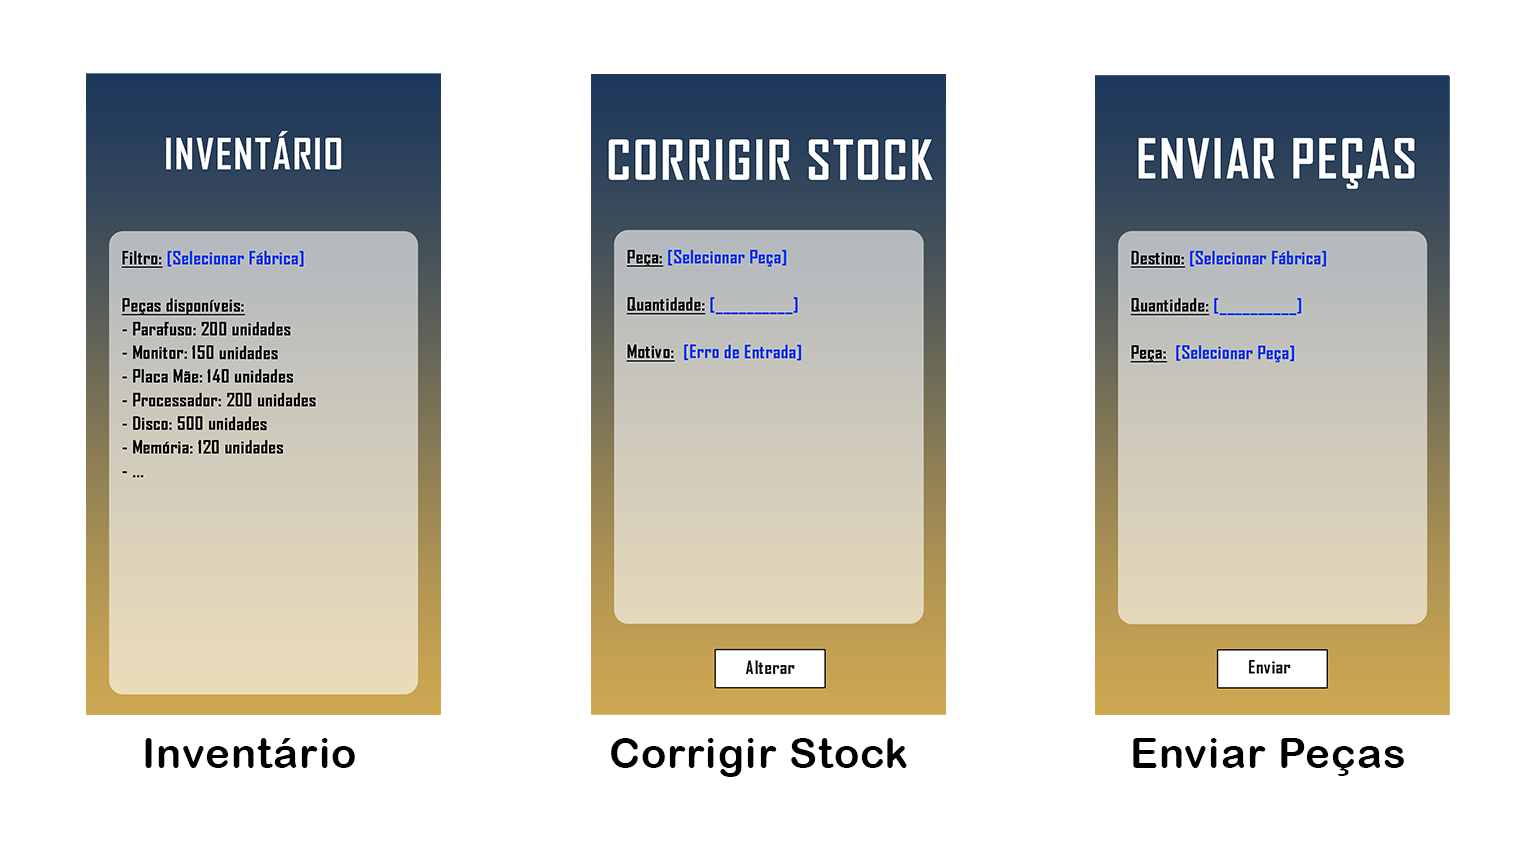 INVENTÁRIO
Filtro: [Selecionar Fábrica]
Peças disponíveis:
- Parafuso: 200 unidades
- Monitor: 150 unidades
- Placa Mãe: 140 unidades
- Processador: 200 unidades
- Disco: 500 unidades
- Memória: 120 unidades
- ...
Inventário
CORRIGIR STOCK
Peça: [Selecionar Peça]
Quantidade: [__________]
Motivo: [Erro de Entrada]
Alterar
Corrigir Stock
ENVIAR PEÇAS
Destino: [Selecionar Fábrica]
Quantidade: [__________]
Peça: [Selecionar Peça]
Enviar
Enviar Peças